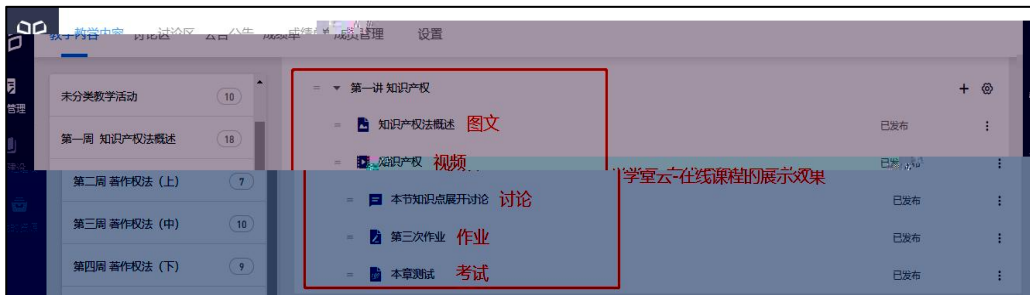 教学内容 讨论区 公告 成绩单 成员管理 设置
管理
未分类教学活动 10
第一讲 知识产权
知识产权法概述 图文 已发布
第一周 知识产权法概述 18
知识产权 视频 已发
学堂云-在线课程的展示效果
第二周 著作权法（上） 7
本节知识点展开讨论 讨论 已发布
第三周 著作权法（中） 10
第三次作业 作业 已发布
第四周 著作权法（下） 9
本章测试 考试 已发布